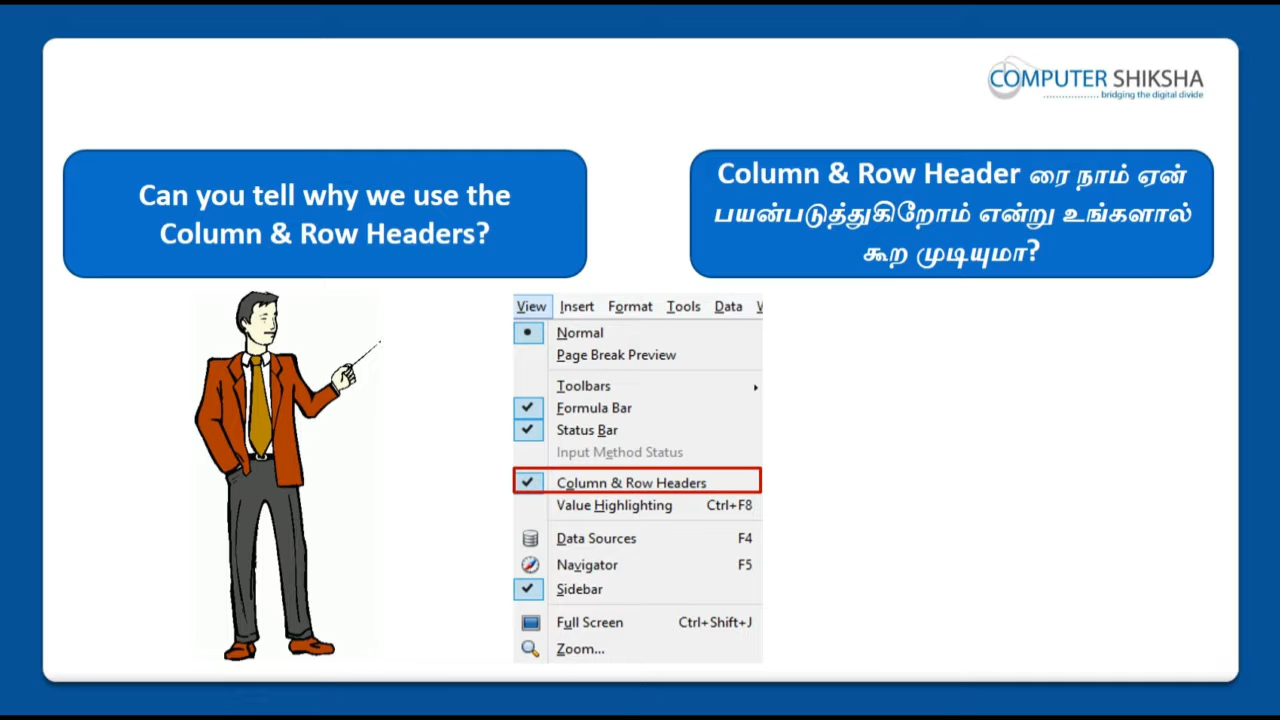 COMPUTER SHIKSHA
bridging the digital divide
Can you tell why we use the
Column & Row Headers?
Column & Row Header ரை நாம் ஏன்
பயன்படுத்துகிறோம் என்று உங்களால்
கூற முடியுமா?
View Insert Format Tools Data
Normal
Page Break Preview
Toolbars
Formula Bar
Status Bar
Input Method Status
Column & Row Headers
Value Highlighting Ctrl+F8
Data Sources F4
Navigator F5
Sidebar
Full Screen Ctrl+Shift+J
Zoom...